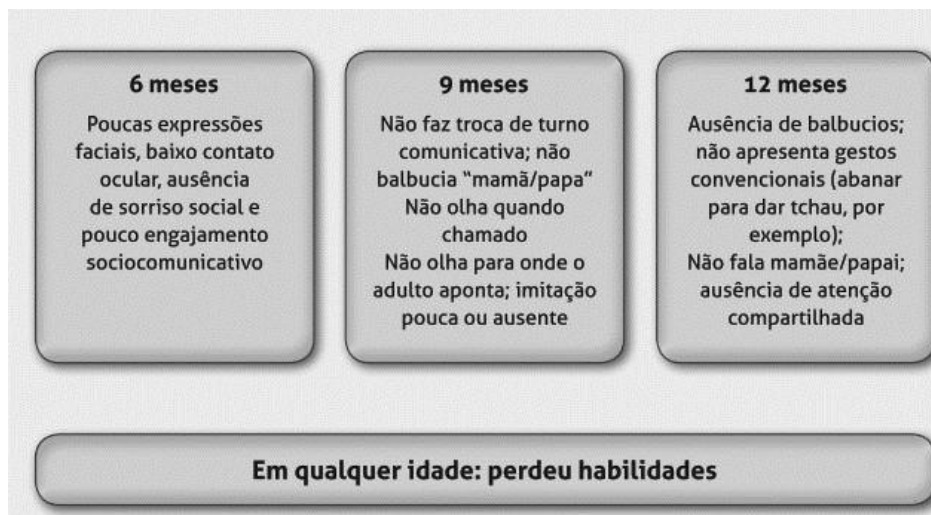 6 meses
Poucas expressões
faciais, baixo contato
ocular, ausência
de sorriso social e
pouco engajamento
sociocomunicativo
9 meses
Não faz troca de turno
comunicativa; não
balbucia “mamã/papa”
Não olha quando
chamado
Não olha para onde o
adulto aponta; imitação
pouca ou ausente
12 meses
Ausência de balbucios;
não apresenta gestos
convencionais (abanar
para dar tchau, por
exemplo);
Não fala mamãe/papai;
ausência de atenção
compartilhada
Em qualquer idade: perdeu habilidades